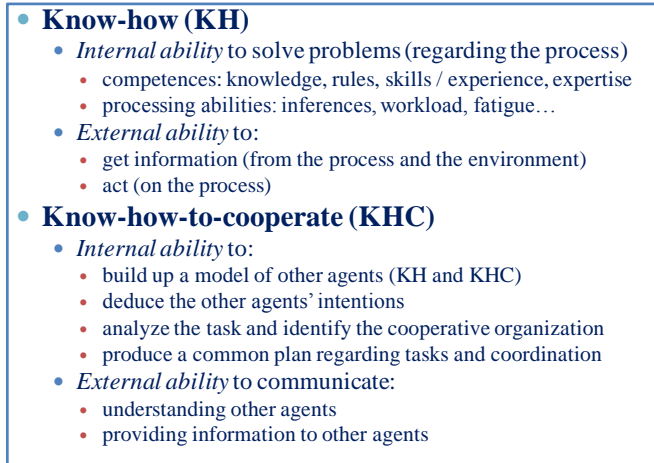 • Know-how (KH)
• Internal ability to solve problems (regarding the process)
• competences: knowledge, rules, skills / experience, expertise
• processing abilities: inferences, workload, fatigue…
• External ability to:
• get information (from the process and the environment)
• act (on the process)
• Know-how-to-cooperate (KHC)
• Internal ability to:
• build up a model of other agents (KH and KHC)
• deduce the other agents’ intentions
• analyze the task and identify the cooperative organization
• produce a common plan regarding tasks and coordination
• External ability to communicate:
• understanding other agents
• providing information to other agents